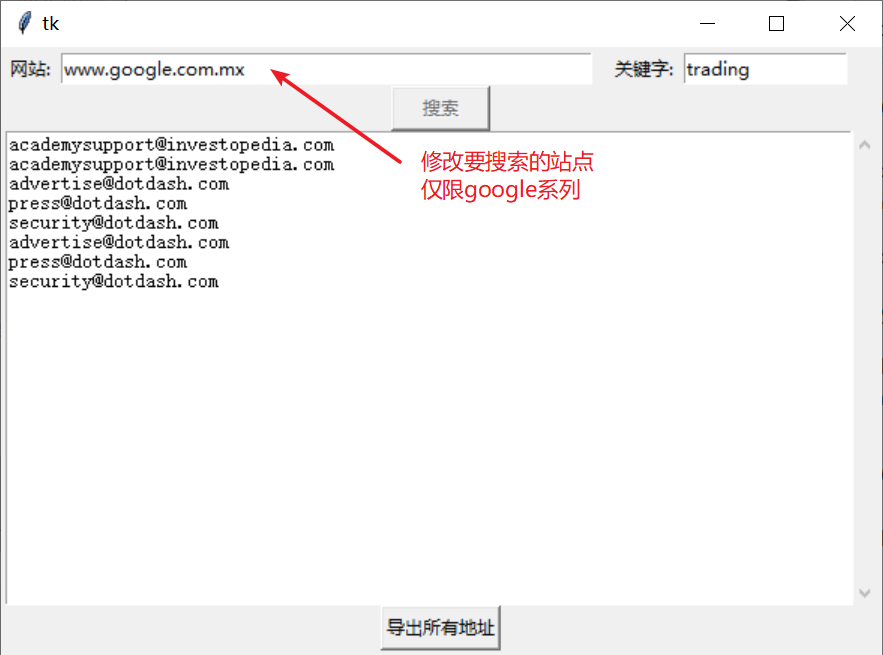 tk
网站: www.google.com.mx 关键字: trading
搜索
academysupport@investopedia.com
academysupport@investopedia.com
advertise@dotdash.com
press@dotdash.com
security@dotdash.com
advertise@dotdash.com
press@dotdash.com
security@dotdash.com
修改要搜索的站点
仅限google系列
导出所有地址